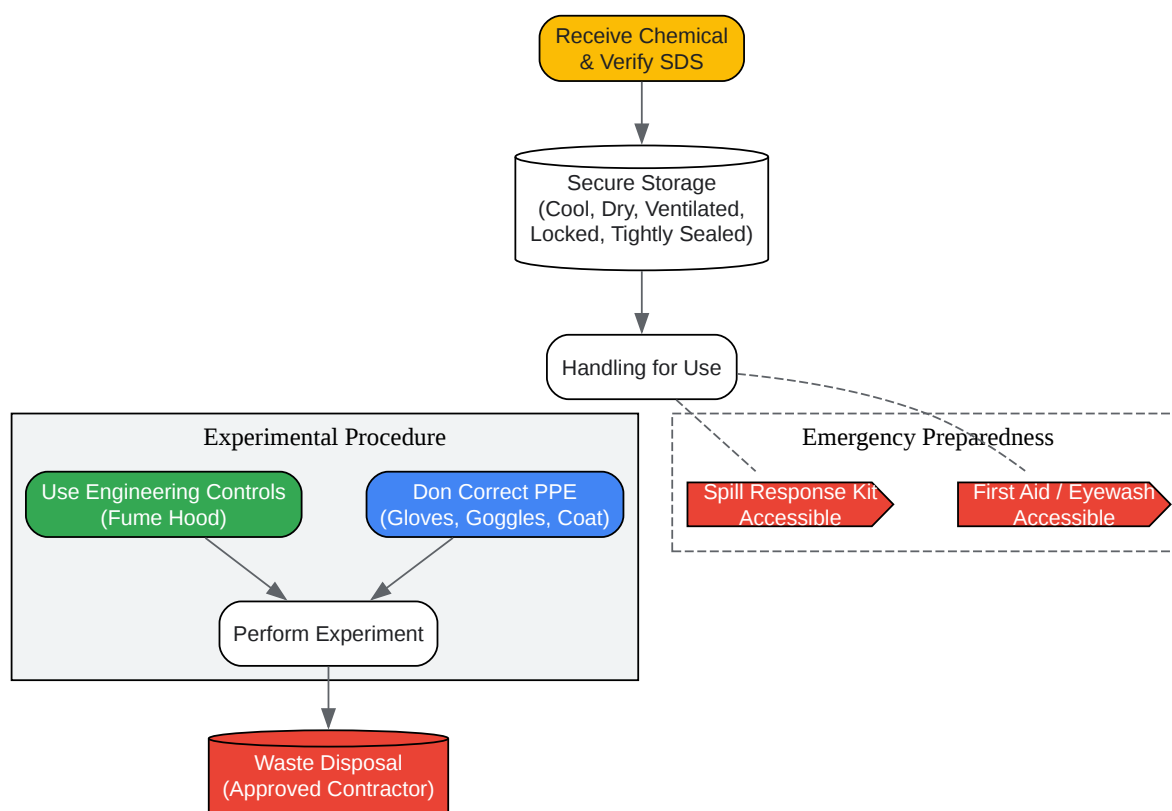 Receive Chemical
& Verify SDS
Secure Storage
(Cool, Dry, Ventilated,
Locked, Tightly Sealed)
Handling for Use
Experimental Procedure
Use Engineering Controls
(Fume Hood)
Don Correct PPE
(Gloves, Goggles, Coat)
Perform Experiment
Emergency Preparedness
Spill Response Kit
Accessible
First Aid / Eyewash
Accessible
Waste Disposal
(Approved Contractor)